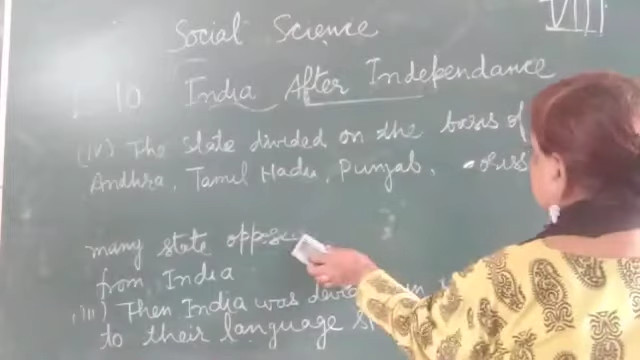 VIII
Social Science
L 10 India After Independance
(iv) The State divided on the basis of
Andhra, Tamil Nadu, Punjab,
many state oppose
from India
iii) Then India was
to their language